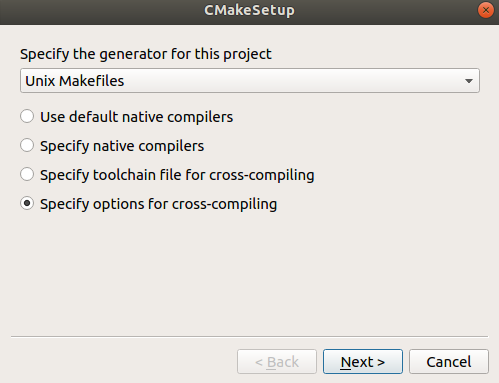 CMakeSetup
Specify the generator for this project
Unix Makefiles
Use default native compilers
Specify native compilers
Specify toolchain file for cross-compiling
Specify options for cross-compiling
< Back
Next >
Cancel